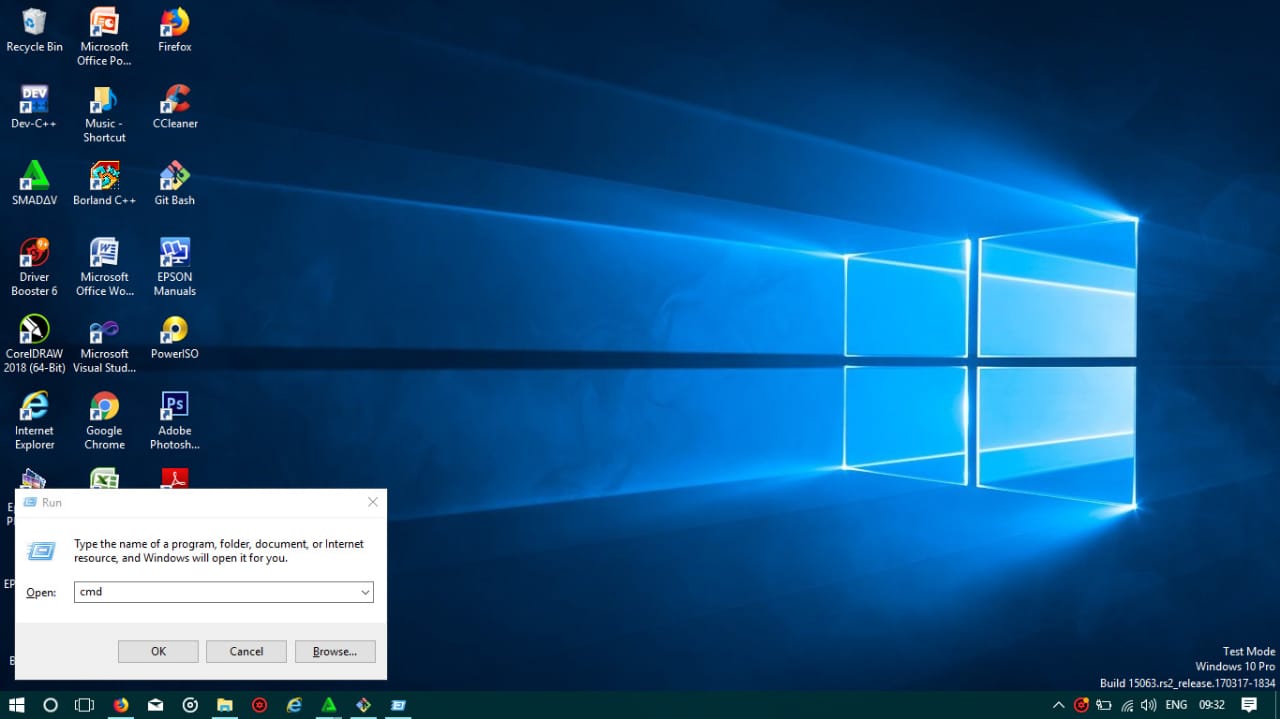 Recycle Bin
Microsoft
Office Po...
Firefox
DEV
Dev-C++
Music -
Shortcut
CCleaner
SMADΔV
Borland C++
Git Bash
Driver
Booster 6
Microsoft
Office Wo...
EPSON
Manuals
CorelDRAW
2018 (64-Bit)
Microsoft
Visual Stud...
PowerISO
Internet
Explorer
Google
Chrome
Ps
Adobe
Photosh...
Run
Type the name of a program, folder, document, or Internet
resource, and Windows will open it for you.
Open:
cmd
OK
Cancel
Browse...
Test Mode
Windows 10 Pro
Build 15063.rs2_release.170317-1834
ENG
09:32